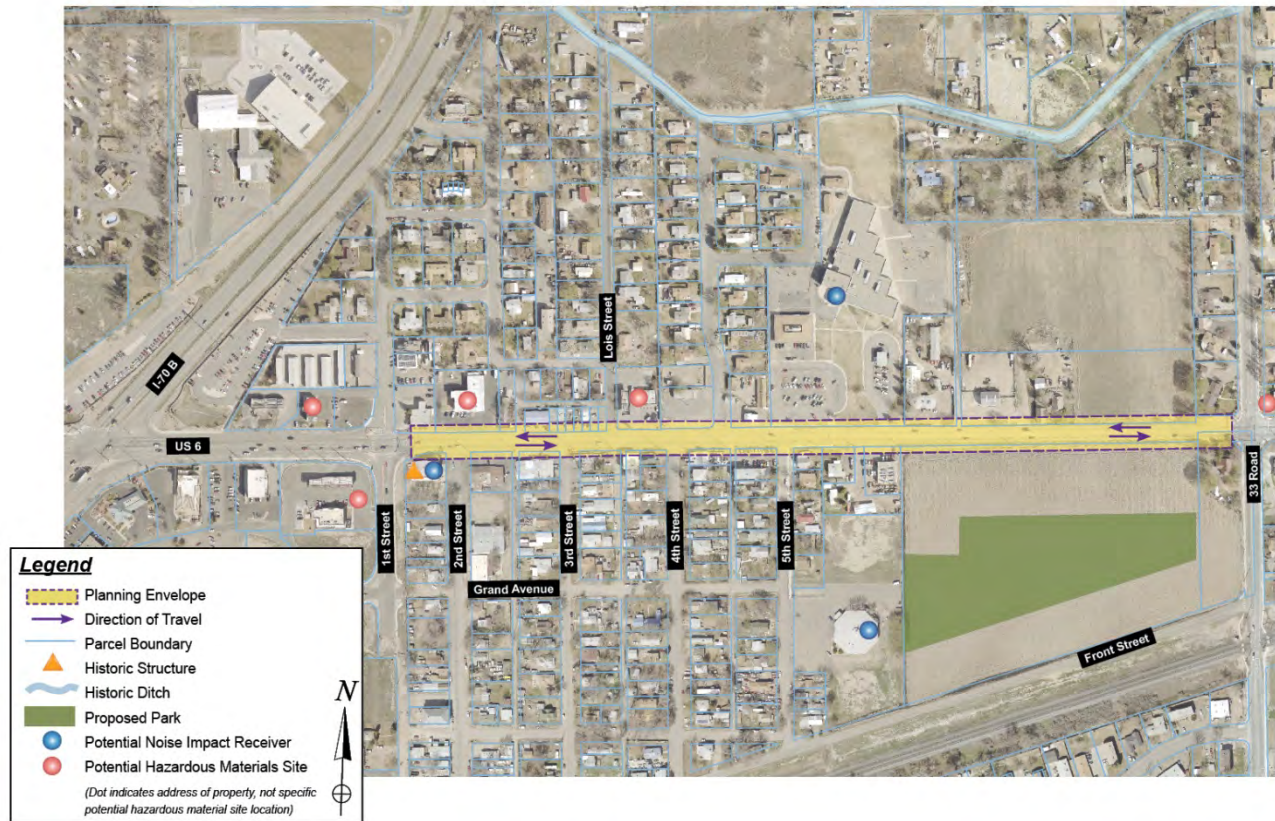 Lois Street
I-70 B
US 6
33 Road
1st Street
2nd Street
3rd Street
4th Street
5th Street
Grand Avenue
Front Street
Legend
Planning Envelope
Direction of Travel
Parcel Boundary
Historic Structure
Historic Ditch
Proposed Park
Potential Noise Impact Receiver
Potential Hazardous Materials Site
(Dot indicates address of property, not specific
potential hazardous material site location)
N